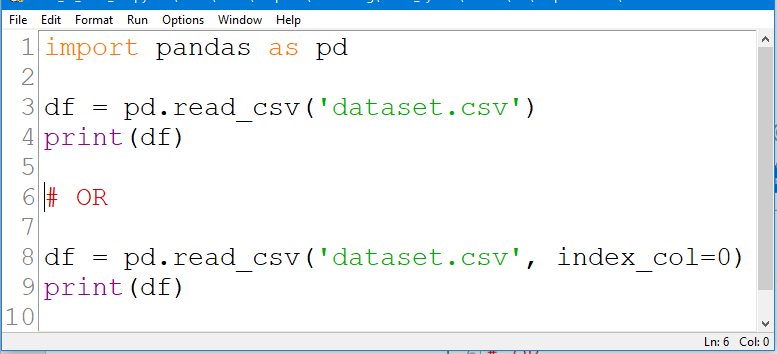 File Edit Format Run Options Window Help
1 import pandas as pd
2
3 df = pd.read_csv('dataset.csv')
4 print(df)
5
6 # OR
7
8 df = pd.read_csv('dataset.csv', index_col=0)
9 print(df)
10
Ln: 6 Col: 0